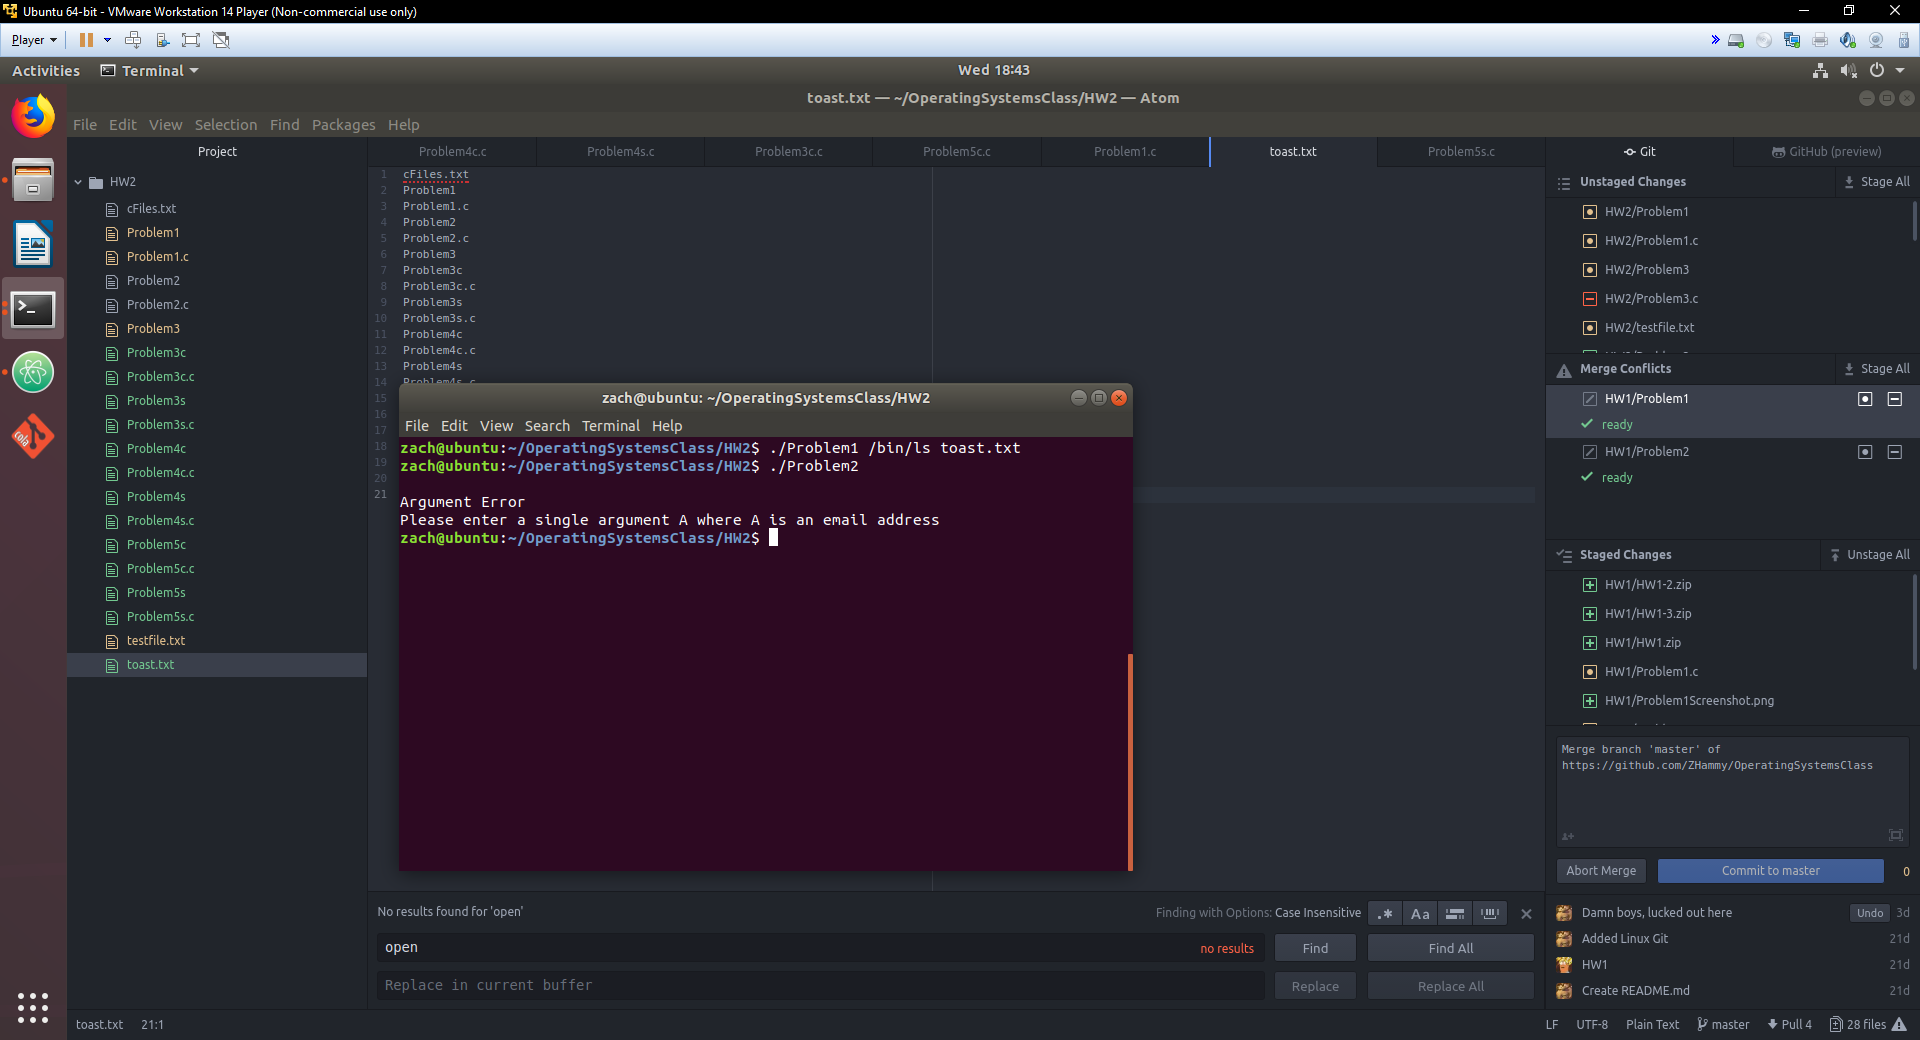 Ubuntu 64-bit - VMware Workstation 14 Player (Non-commercial use only)
Player
Activities
Terminal
Wed 18:43
toast.txt — ~/OperatingSystemsClass/HW2 — Atom
File Edit View Selection Find Packages Help
Project
HW2
cFiles.txt
Problem1
Problem1.c
Problem2
Problem2.c
Problem3
Problem3c
Problem3c.c
Problem3s
Problem3s.c
Problem4c
Problem4c.c
Problem4s
Problem4s.c
Problem5c
Problem5c.c
Problem5s
Problem5s.c
testfile.txt
toast.txt
Problem4c.c Problem4s.c Problem3c.c Problem5c.c Problem1.c toast.txt Problem5s.c
1 cFiles.txt
2 Problem1
3 Problem1.c
4 Problem2
5 Problem2.c
6 Problem3
7 Problem3c
8 Problem3c.c
9 Problem3s
10 Problem3s.c
11 Problem4c
12 Problem4c.c
13 Problem4s
14 Problem4s.c
15
16
17
18
19
20
21
zach@ubuntu: ~/OperatingSystemsClass/HW2
File Edit View Search Terminal Help
zach@ubuntu:~/OperatingSystemsClass/HW2$ ./Problem1 /bin/ls toast.txt
zach@ubuntu:~/OperatingSystemsClass/HW2$ ./Problem2
Argument Error
Please enter a single argument A where A is an email address
zach@ubuntu:~/OperatingSystemsClass/HW2$
No results found for 'open'
Finding with Options: Case Insensitive
.* Aa
open
no results
Find
Find All
Replace in current buffer
Replace
Replace All
Git
GitHub (preview)
Unstaged Changes
Stage All
HW2/Problem1
HW2/Problem1.c
HW2/Problem3
HW2/Problem3.c
HW2/testfile.txt
Merge Conflicts
Stage All
HW1/Problem1
ready
HW1/Problem2
ready
Staged Changes
Unstage All
HW1/HW1-2.zip
HW1/HW1-3.zip
HW1/HW1.zip
HW1/Problem1.c
HW1/Problem1Screenshot.png
Merge branch 'master' of
https://github.com/ZHammy/OperatingSystemsClass
Abort Merge
Commit to master
0
Damn boys, lucked out here
Undo
3d
Added Linux Git
21d
HW1
21d
Create README.md
21d
toast.txt
21:1
LF
UTF-8
Plain Text
master
Pull 4
28 files